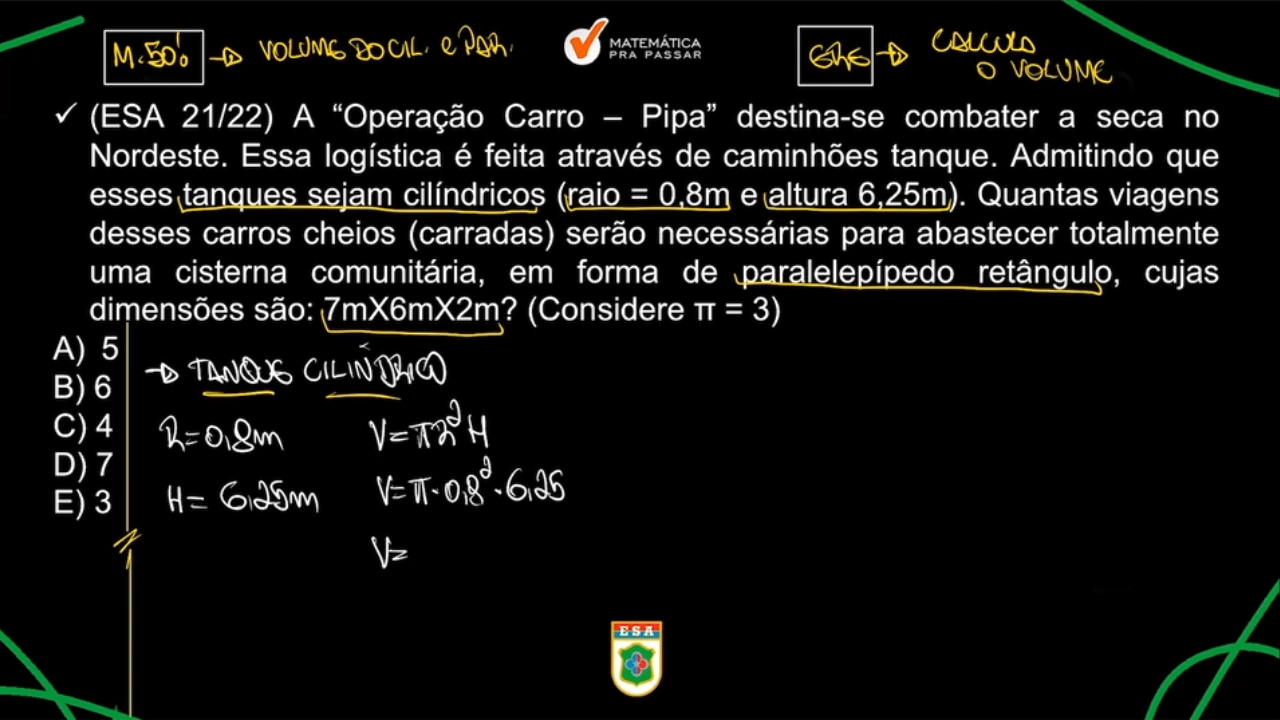 M.50% → VOLUME DO CIL. e PAR.
MATEMÁTICA
PRA PASSAR
→ CALCULA
O VOLUME
✓ (ESA 21/22) A “Operação Carro – Pipa” destina-se combater a seca no
Nordeste. Essa logística é feita através de caminhões tanque. Admitindo que
esses tanques sejam cilíndricos (raio = 0,8m e altura 6,25m). Quantas viagens
desses carros cheios (carradas) serão necessárias para abastecer totalmente
uma cisterna comunitária, em forma de paralelepípedo retângulo, cujas
dimensões são: 7mX6mX2m? (Considere π = 3)
A) 5
B) 6
C) 4
D) 7
E) 3
→ TANQUE CILÍNDRICO
R=0,8m
V=πR²H
H= 6,25m
V=π·0,8²·6,25
V=
ESA